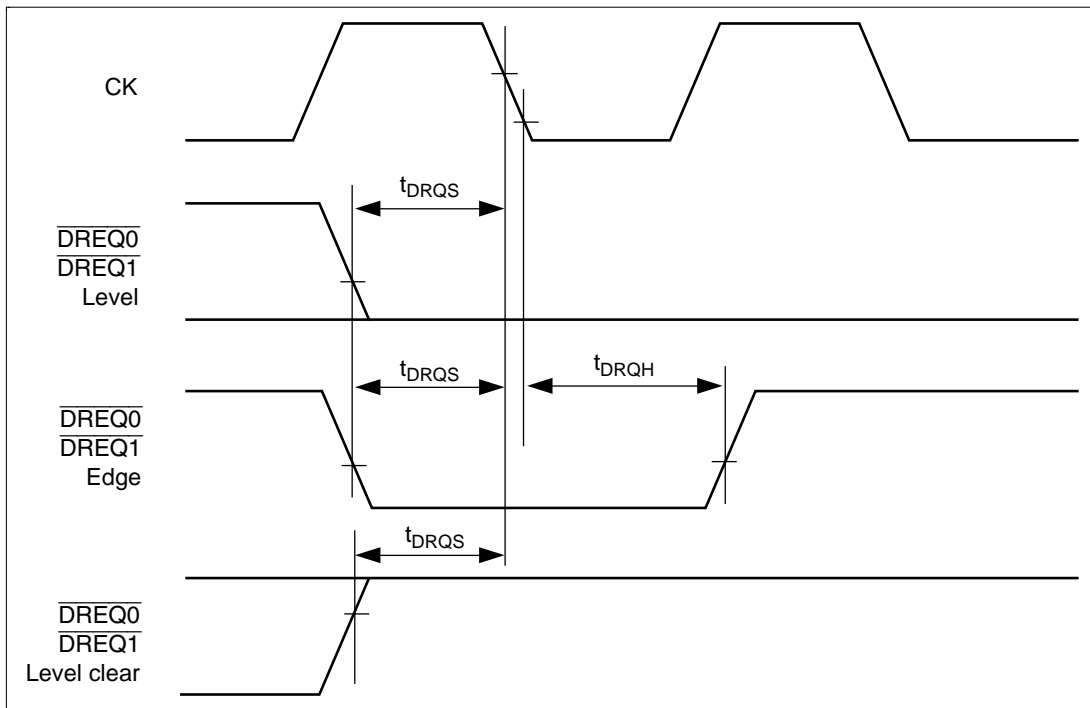 CK
tDRQS
DREQ0
DREQ1
Level
tDRQS
tDRQH
DREQ0
DREQ1
Edge
tDRQS
DREQ0
DREQ1
Level clear